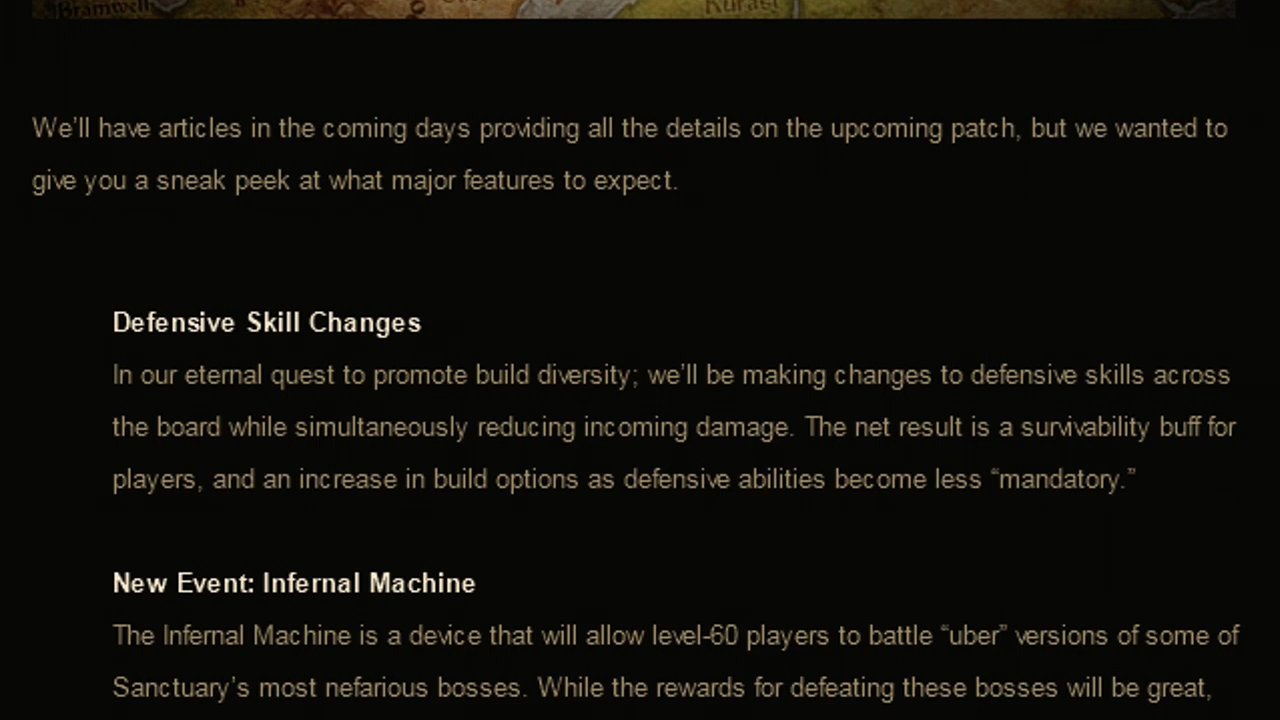 Bramwell
Kurast
We’ll have articles in the coming days providing all the details on the upcoming patch, but we wanted to
give you a sneak peek at what major features to expect.
Defensive Skill Changes
In our eternal quest to promote build diversity; we’ll be making changes to defensive skills across
the board while simultaneously reducing incoming damage. The net result is a survivability buff for
players, and an increase in build options as defensive abilities become less “mandatory.”
New Event: Infernal Machine
The Infernal Machine is a device that will allow level-60 players to battle “uber” versions of some of
Sanctuary’s most nefarious bosses. While the rewards for defeating these bosses will be great,